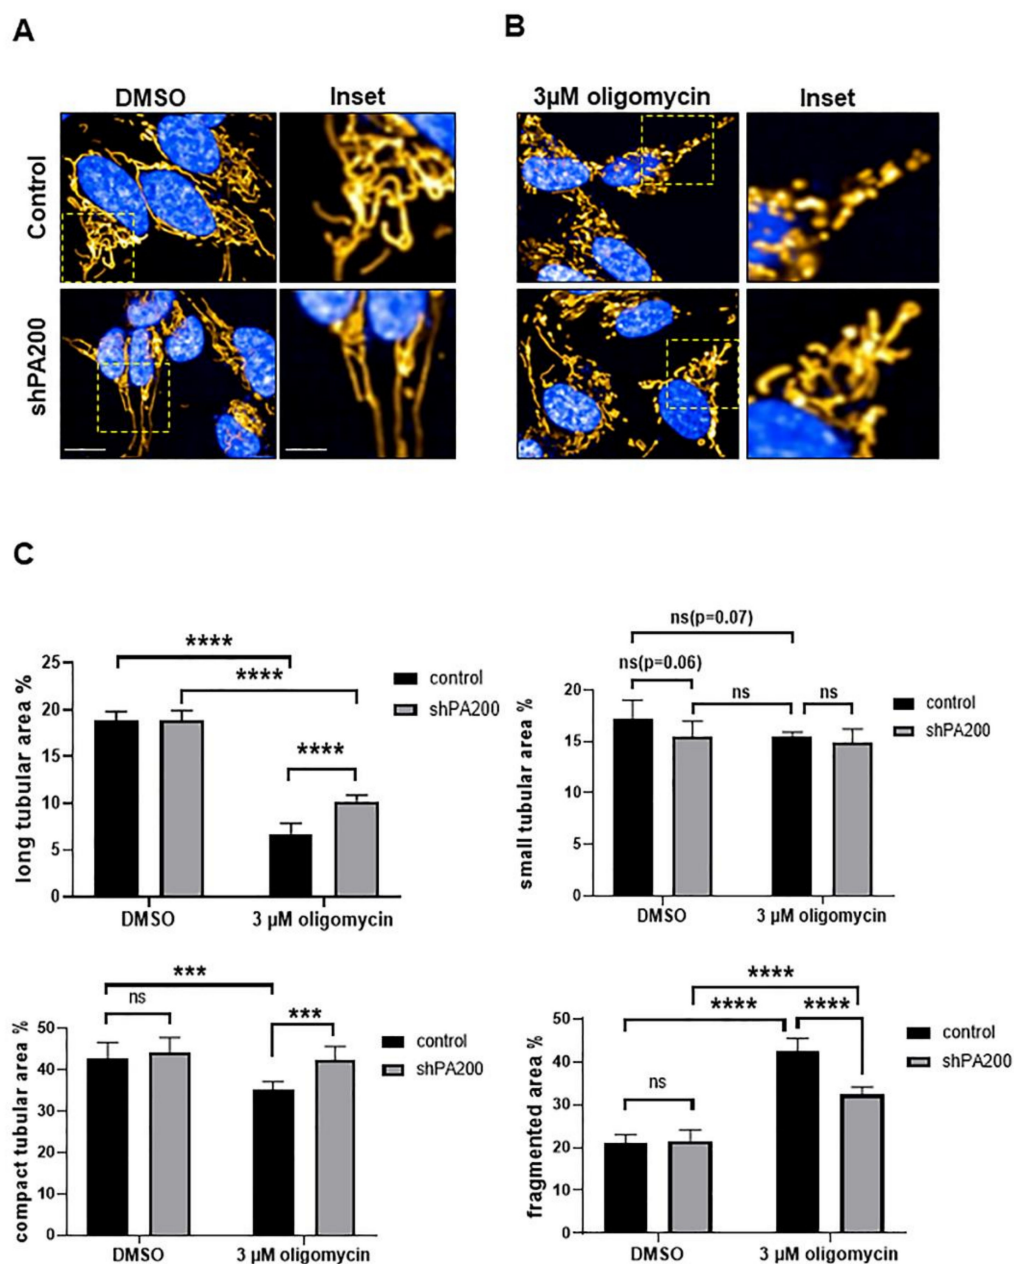 A
B
DMSO
Inset
3µM oligomycin
Inset
Control
shPA200
C
****
****
****
25
20
15
10
5
0
long tubular area %
DMSO
3 µM oligomycin
control
shPA200
ns(p=0.07)
ns(p=0.06)
ns
ns
20
15
10
5
0
small tubular area %
DMSO
3 µM oligomycin
control
shPA200
***
ns
***
50
40
30
20
10
0
compact tubular area %
DMSO
3 µM oligomycin
control
shPA200
****
****
****
ns
50
40
30
20
10
0
fragmented area %
DMSO
3 µM oligomycin
control
shPA200